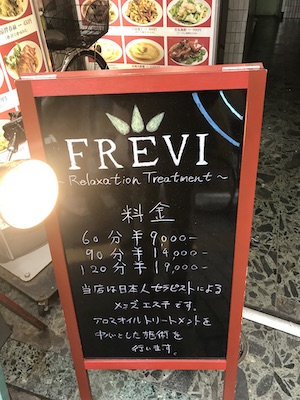 FREVI
~ Relaxation Treatment ~
料金
60分 ¥ 9,000-
90分 ¥ 14,000-
120分 ¥ 19,000-
当店は日本人セラピストによる
メンズエステです。
アロマオイルトリートメントを
中心とした施術を
行います。